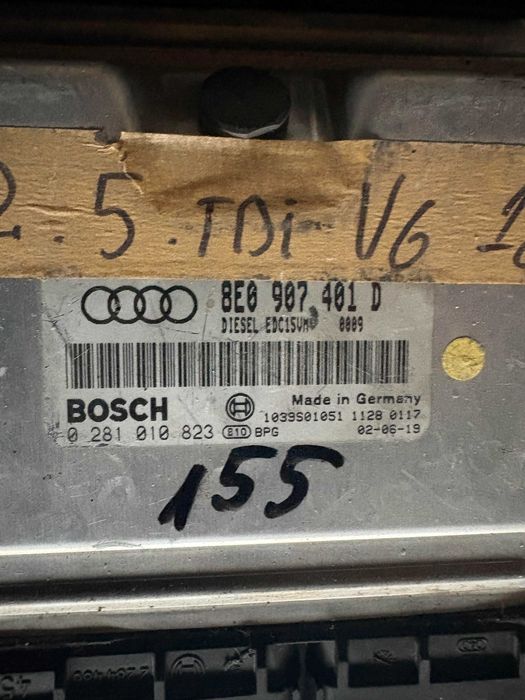 2.5.TDi V6
8E0 907 401 D
DIESEL EDC15VM+ 0009
BOSCH
Made in Germany
1039S01051 1128 0117
0 281 010 823 E10 BPG 02-06-19
155